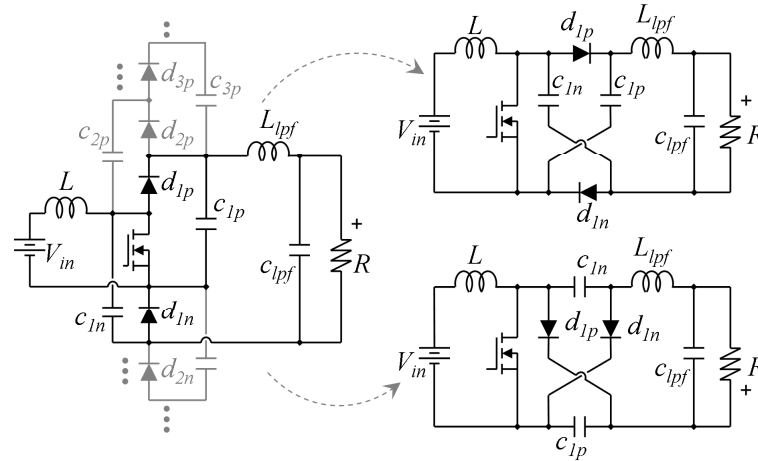 d3p
c3p
d2p
c2p
Llpf
L
d1p
c1p
+
Vin
clpf
R
c1n
d1n
d2n
L
d1p
Llpf
c1n
c1p
+
Vin
clpf
R
d1n
L
c1n
Llpf
d1p
d1n
Vin
clpf
R
+
c1p